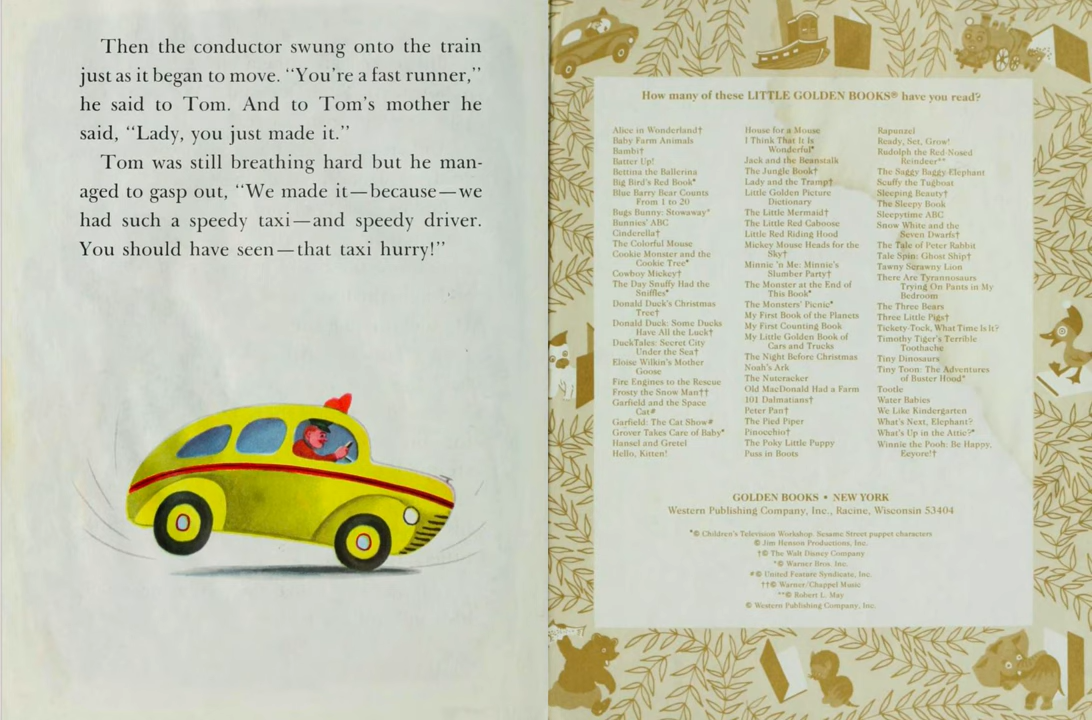 Then the conductor swung onto the train
just as it began to move. “You’re a fast runner,”
he said to Tom. And to Tom’s mother he
said, “Lady, you just made it.”
Tom was still breathing hard but he man-
aged to gasp out, “We made it—because—we
had such a speedy taxi—and speedy driver.
You should have seen—that taxi hurry!”
How many of these LITTLE GOLDEN BOOKS® have you read?
Alice in Wonderland†
Baby Farm Animals
Bambi†
Batter Up!
Bettina the Ballerina
Big Bird's Red Book*
Blue Barry Bear Counts
From 1 to 20
Bugs Bunny: Stowaway*
Bunnies' ABC
Cinderella†
The Colorful Mouse
Cookie Monster and the
Cookie Tree*
Cowboy Mickey†
The Day Snuffy Had the
Sniffles*
Donald Duck's Christmas
Tree†
Donald Duck: Some Ducks
Have All the Luck†
DuckTales: Secret City
Under the Sea†
Eloise Wilkin's Mother
Goose
Fire Engines to the Rescue
Frosty the Snow Man††
Garfield and the Space
Cat#
Garfield: The Cat Show#
Grover Takes Care of Baby*
Hansel and Gretel
Hello, Kitten!
House for a Mouse
I Think That It Is
Wonderful*
Jack and the Beanstalk
The Jungle Book†
Lady and the Tramp†
Little Golden Picture
Dictionary
The Little Mermaid†
The Little Red Caboose
Little Red Riding Hood
Mickey Mouse Heads for the
Sky†
Minnie 'n Me: Minnie's
Slumber Party†
The Monster at the End of
This Book*
The Monsters' Picnic*
My First Book of the Planets
My First Counting Book
My Little Golden Book of
Cars and Trucks
The Night Before Christmas
Noah's Ark
The Nutcracker
Old MacDonald Had a Farm
101 Dalmatians†
Peter Pan†
The Pied Piper
Pinocchio†
The Poky Little Puppy
Puss in Boots
Rapunzel
Ready, Set, Grow!
Rudolph the Red-Nosed
Reindeer**
The Saggy Baggy Elephant
Scuffy the Tugboat
Sleeping Beauty†
The Sleepy Book
Sleepytime ABC
Snow White and the
Seven Dwarfs†
The Tale of Peter Rabbit
Tale Spin: Ghost Ship†
Tawny Scrawny Lion
There Are Tyrannosaurs
Trying On Pants in My
Bedroom
The Three Bears
Three Little Pigs†
Tickety-Tock, What Time Is It?
Timothy Tiger's Terrible
Toothache
Tiny Dinosaurs
Tiny Toon: The Adventures
of Buster Hood*
Tootle
Water Babies
We Like Kindergarten
What's Next, Elephant?
What's Up in the Attic?*
Winnie the Pooh: Be Happy,
Eeyore!†
GOLDEN BOOKS • NEW YORK
Western Publishing Company, Inc., Racine, Wisconsin 53404
*© Children's Television Workshop. Sesame Street puppet characters
© Jim Henson Productions, Inc.
†© The Walt Disney Company
*© Warner Bros. Inc.
#© United Feature Syndicate, Inc.
††© Warner/Chappel Music
**© Robert L. May
© Western Publishing Company, Inc.